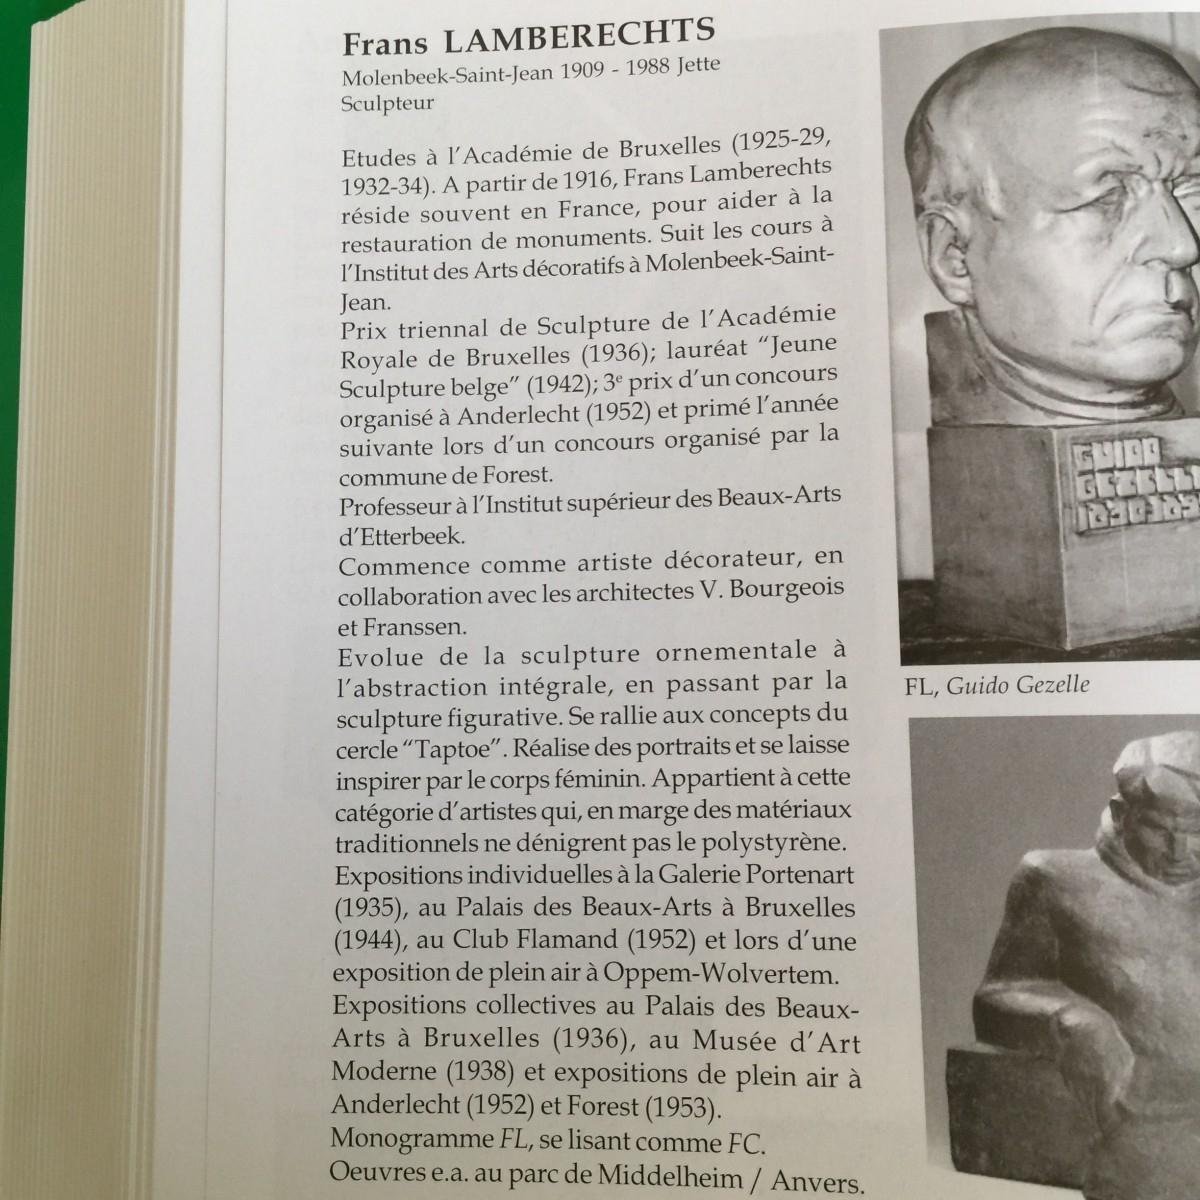 Frans LAMBERECHTS
Molenbeek-Saint-Jean 1909 - 1988 Jette
Sculpteur
Etudes à l'Académie de Bruxelles (1925-29,
1932-34). A partir de 1916, Frans Lamberechts
réside souvent en France, pour aider à la
restauration de monuments. Suit les cours à
l'Institut des Arts décoratifs à Molenbeek-Saint-
Jean.
Prix triennal de Sculpture de l'Académie
Royale de Bruxelles (1936); lauréat "Jeune
Sculpture belge" (1942); 3e prix d'un concours
organisé à Anderlecht (1952) et primé l'année
suivante lors d'un concours organisé par la
commune de Forest.
Professeur à l'Institut supérieur des Beaux-Arts
d'Etterbeek.
Commence comme artiste décorateur, en
collaboration avec les architectes V. Bourgeois
et Franssen.
Evolue de la sculpture ornementale à
l'abstraction intégrale, en passant par la
sculpture figurative. Se rallie aux concepts du
cercle "Taptoe". Réalise des portraits et se laisse
inspirer par le corps féminin. Appartient à cette
catégorie d'artistes qui, en marge des matériaux
traditionnels ne dénigrent pas le polystyrène.
Expositions individuelles à la Galerie Portenart
(1935), au Palais des Beaux-Arts à Bruxelles
(1944), au Club Flamand (1952) et lors d'une
exposition de plein air à Oppem-Wolvertem.
Expositions collectives au Palais des Beaux-
Arts à Bruxelles (1936), au Musée d'Art
Moderne (1938) et expositions de plein air à
Anderlecht (1952) et Forest (1953).
Monogramme FL, se lisant comme FC.
Oeuvres e.a. au parc de Middelheim / Anvers.
GUIDO
GEZELL
FL, Guido Gezelle